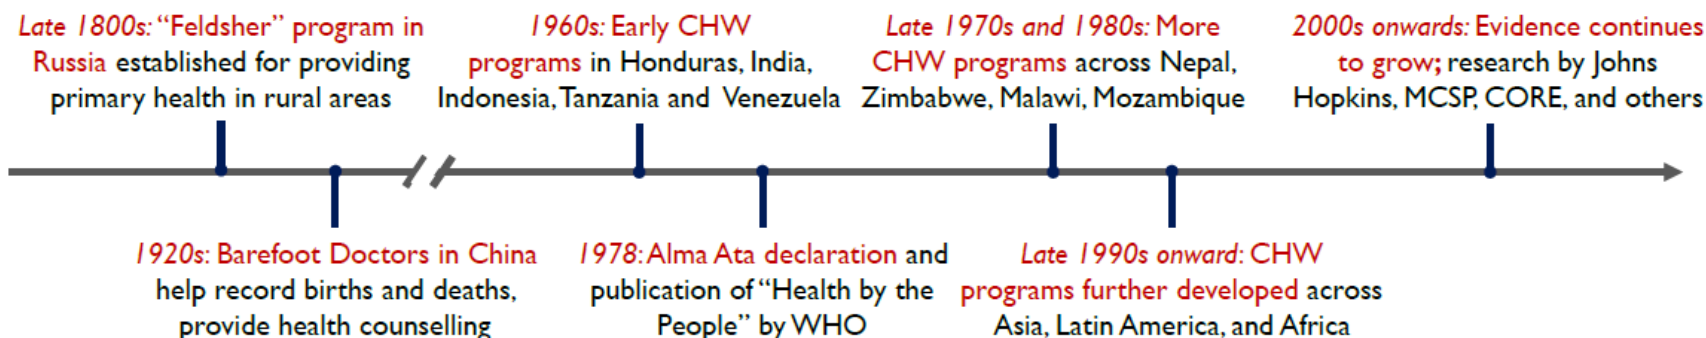 Late 1800s: “Feldsher” program in
Russia established for providing
primary health in rural areas
1920s: Barefoot Doctors in China
help record births and deaths,
provide health counselling
1960s: Early CHW
programs in Honduras, India,
Indonesia, Tanzania and Venezuela
1978: Alma Ata declaration and
publication of “Health by the
People” by WHO
Late 1970s and 1980s: More
CHW programs across Nepal,
Zimbabwe, Malawi, Mozambique
Late 1990s onward: CHW
programs further developed across
Asia, Latin America, and Africa
2000s onwards: Evidence continues
to grow; research by Johns
Hopkins, MCSP, CORE, and others